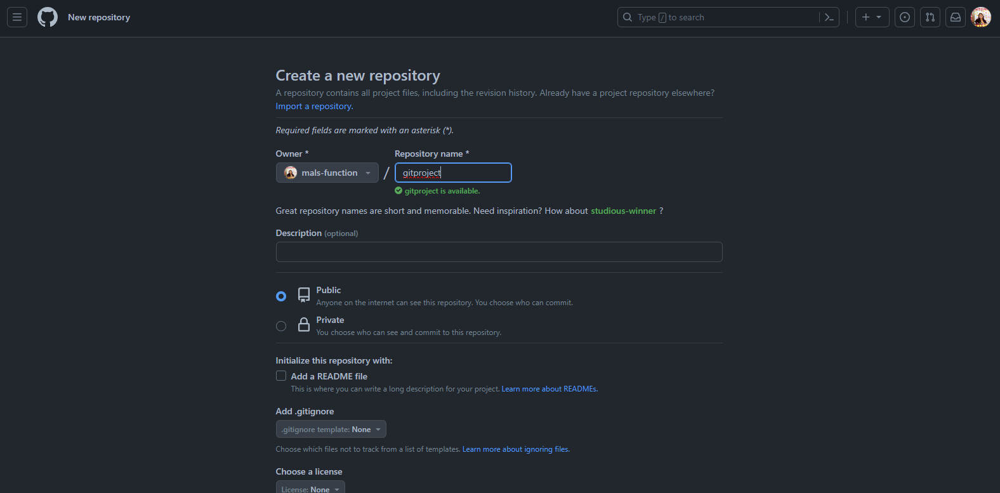 New repository
Type / to search
Create a new repository
A repository contains all project files, including the revision history. Already have a project repository elsewhere?
Import a repository.
Required fields are marked with an asterisk (*).
Owner *
Repository name *
mals-function
/
gitproject
gitproject is available.
Great repository names are short and memorable. Need inspiration? How about studious-winner ?
Description (optional)
Public
Anyone on the internet can see this repository. You choose who can commit.
Private
You choose who can see and commit to this repository.
Initialize this repository with:
Add a README file
This is where you can write a long description for your project. Learn more about READMEs.
Add .gitignore
.gitignore template: None
Choose which files not to track from a list of templates. Learn more about ignoring files.
Choose a license
License: None